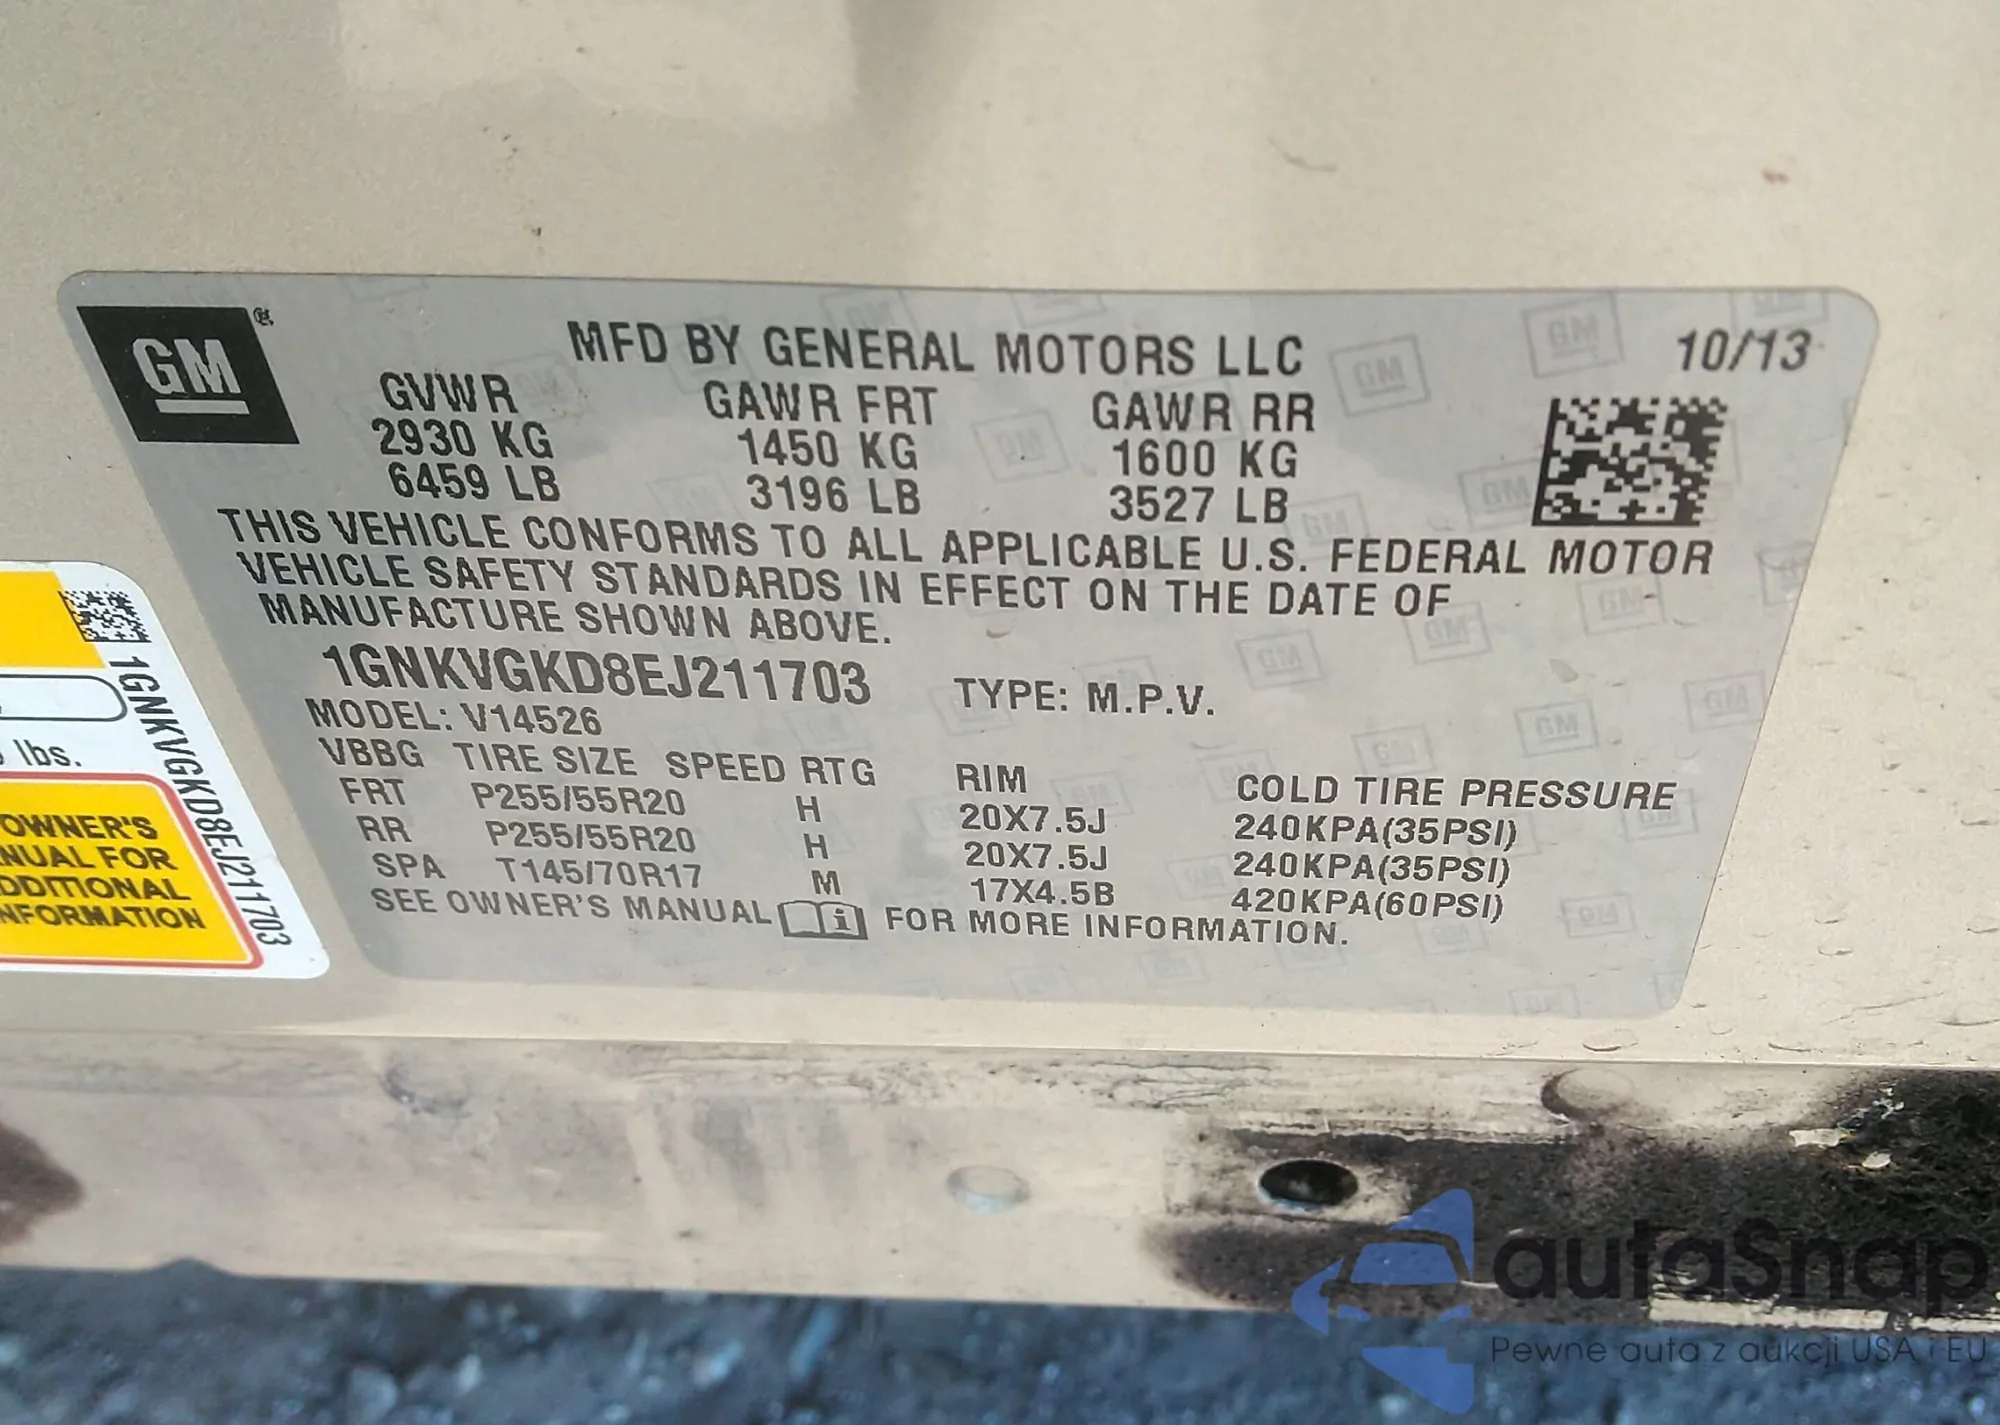 GM
MFD BY GENERAL MOTORS LLC
10/13
GVWR GAWR FRT GAWR RR
2930 KG 1450 KG 1600 KG
6459 LB 3196 LB 3527 LB
THIS VEHICLE CONFORMS TO ALL APPLICABLE U.S. FEDERAL MOTOR
VEHICLE SAFETY STANDARDS IN EFFECT ON THE DATE OF
MANUFACTURE SHOWN ABOVE.
1GNKVGKD8EJ211703 TYPE: M.P.V.
MODEL: V14526
VBBG TIRE SIZE SPEED RTG RIM COLD TIRE PRESSURE
FRT P255/55R20 H 20X7.5J 240KPA(35PSI)
RR P255/55R20 H 20X7.5J 240KPA(35PSI)
SPA T145/70R17 M 17X4.5B 420KPA(60PSI)
SEE OWNER'S MANUAL i FOR MORE INFORMATION.
1GNKVGKD8EJ211703
lbs.
OWNER'S
NUAL FOR
DDITIONAL
NFORMATION
autoSnap
Pewne auta z aukcji USA i EU